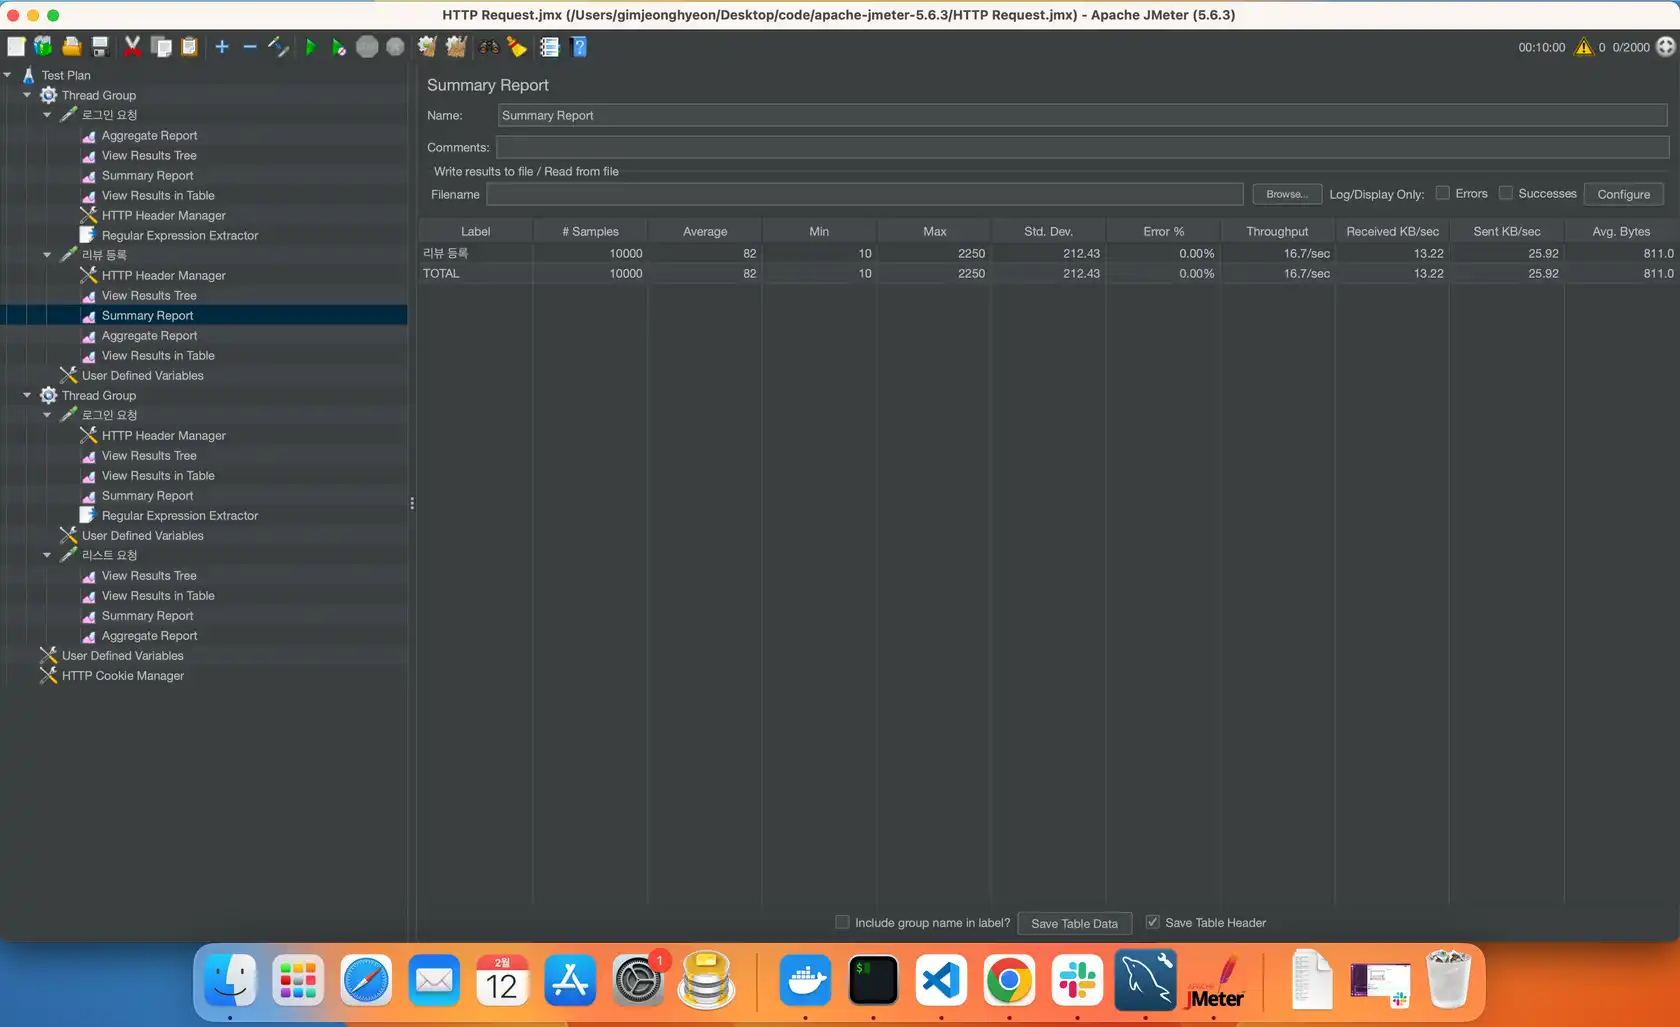 HTTP Request.jmx (/Users/gimjeonghyeon/Desktop/code/apache-jmeter-5.6.3/HTTP Request.jmx) - Apache JMeter (5.6.3)
00:10:00 0 0/2000
Test Plan
Thread Group
로그인 요청
Aggregate Report
View Results Tree
Summary Report
View Results in Table
HTTP Header Manager
Regular Expression Extractor
리뷰 등록
HTTP Header Manager
View Results Tree
Summary Report
Aggregate Report
View Results in Table
User Defined Variables
Thread Group
로그인 요청
HTTP Header Manager
View Results Tree
View Results in Table
Summary Report
Regular Expression Extractor
User Defined Variables
리스트 요청
View Results Tree
View Results in Table
Summary Report
Aggregate Report
User Defined Variables
HTTP Cookie Manager
Summary Report
Name: Summary Report
Comments:
Write results to file / Read from file
Filename Browse... Log/Display Only: Errors Successes Configure
Label # Samples Average Min Max Std. Dev. Error % Throughput Received KB/sec Sent KB/sec Avg. Bytes
리뷰 등록 10000 82 10 2250 212.43 0.00% 16.7/sec 13.22 25.92 811.0
TOTAL 10000 82 10 2250 212.43 0.00% 16.7/sec 13.22 25.92 811.0
Include group name in label? Save Table Data Save Table Header
2월
12
1
$
APACHE
JMeter